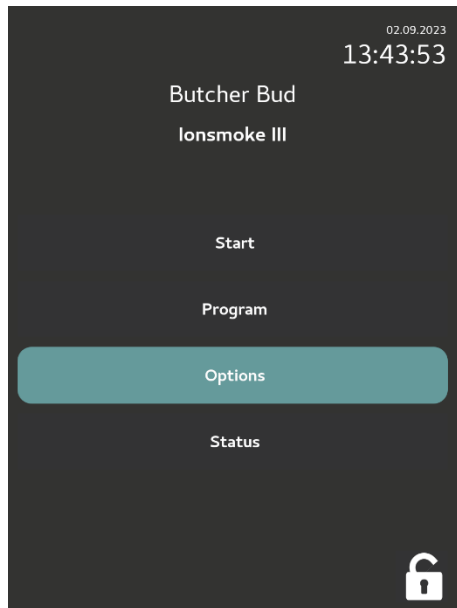 02.09.2023
13:43:53
Butcher Bud
Ionsmoke III
Start
Program
Options
Status